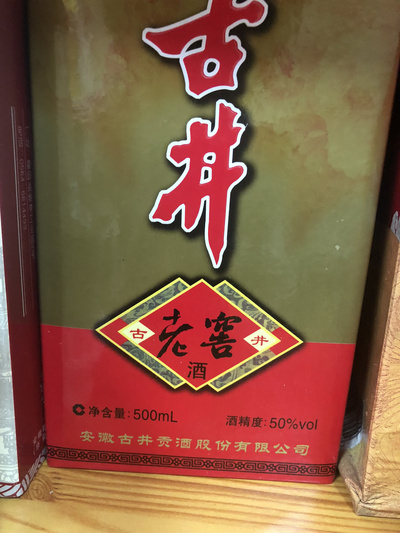 古井
古 老窖 井
酒
净含量: 500mL 酒精度: 50%vol
安徽古井贡酒股份有限公司